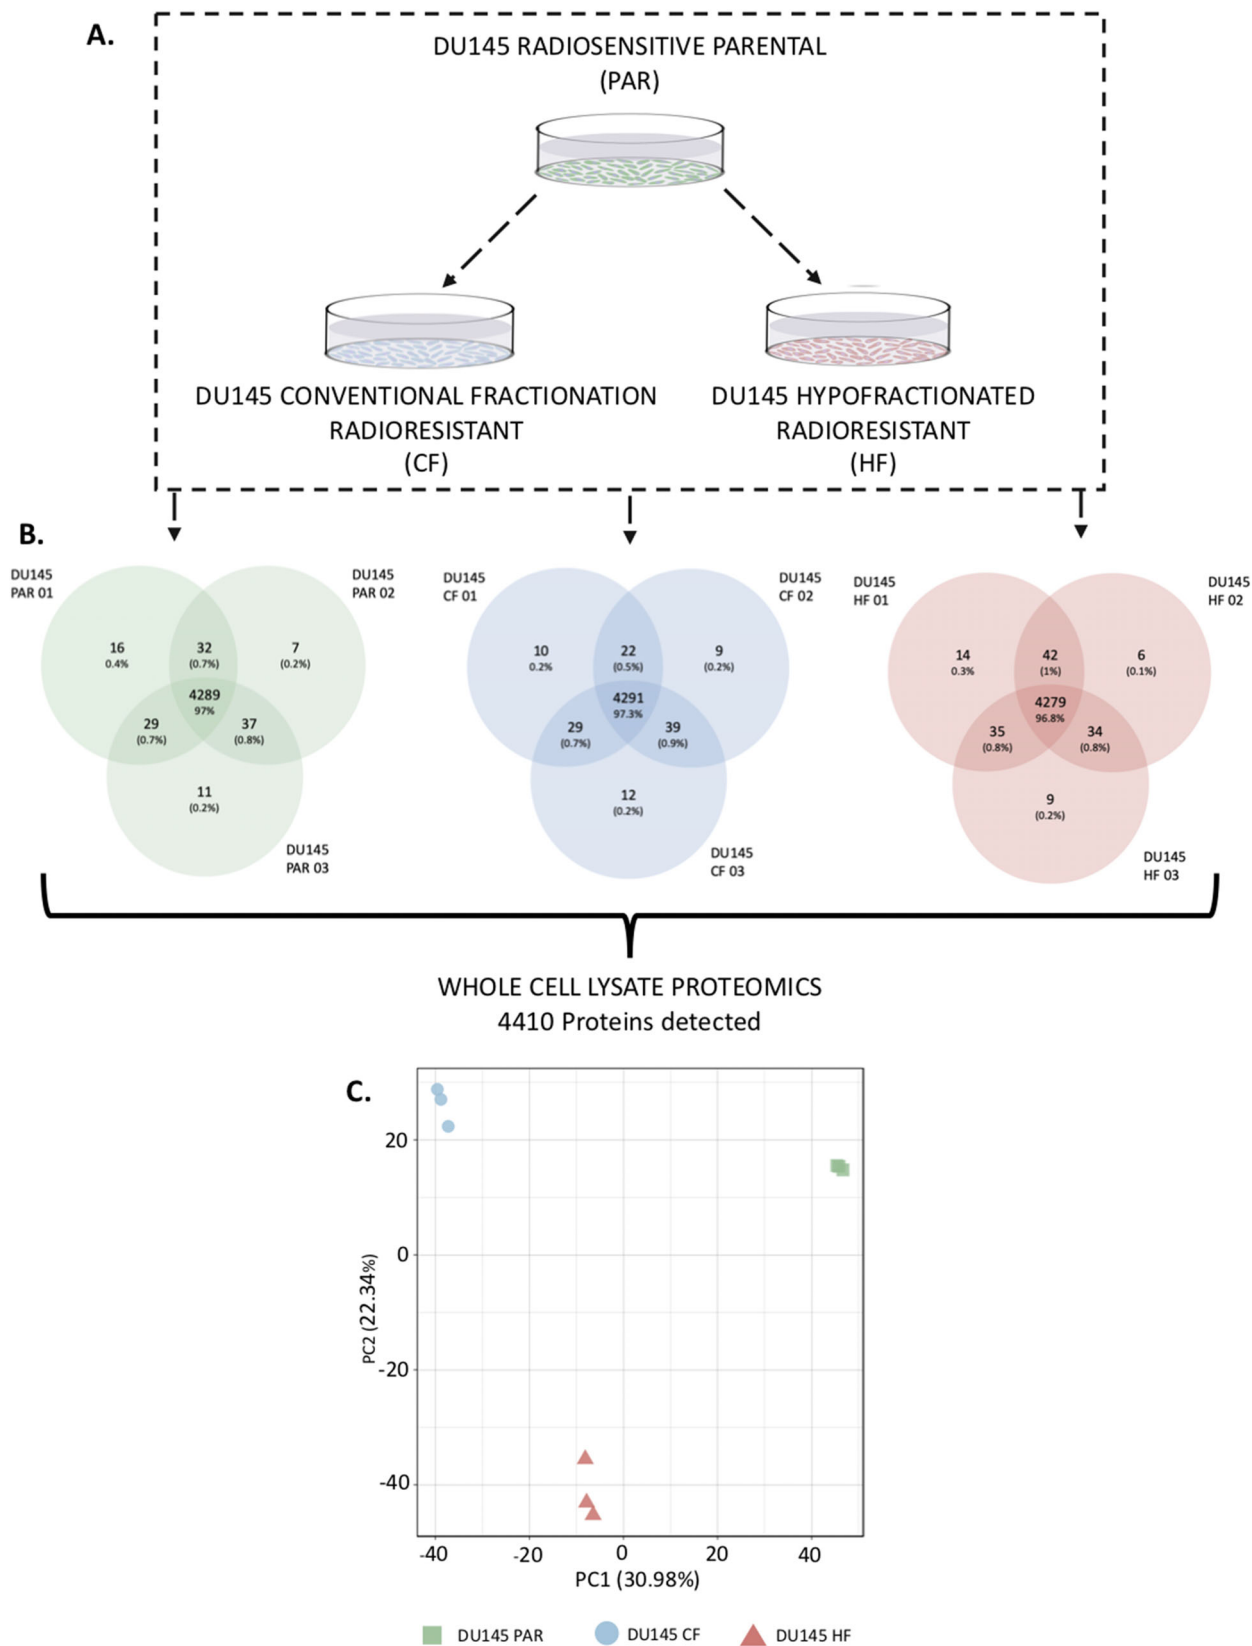 A.
DU145 RADIOSENSITIVE PARENTAL
(PAR)
DU145 CONVENTIONAL FRACTIONATION
RADIORESISTANT
(CF)
DU145 HYPOFRACTIONATED
RADIORESISTANT
(HF)
B.
DU145
PAR 01
DU145
PAR 02
16
0.4%
32
(0.7%)
7
(0.2%)
4289
97%
29
(0.7%)
37
(0.8%)
11
(0.2%)
DU145
PAR 03
DU145
CF 01
DU145
CF 02
10
0.2%
22
(0.5%)
9
(0.2%)
4291
97.3%
29
(0.7%)
39
(0.9%)
12
(0.2%)
DU145
CF 03
DU145
HF 01
DU145
HF 02
14
0.3%
42
(1%)
6
(0.1%)
4279
96.8%
35
(0.8%)
34
(0.8%)
9
(0.2%)
DU145
HF 03
WHOLE CELL LYSATE PROTEOMICS
4410 Proteins detected
C.
20
0
-20
-40
PC2 (22.34%)
-40
-20
0
20
40
PC1 (30.98%)
DU145 PAR
DU145 CF
DU145 HF